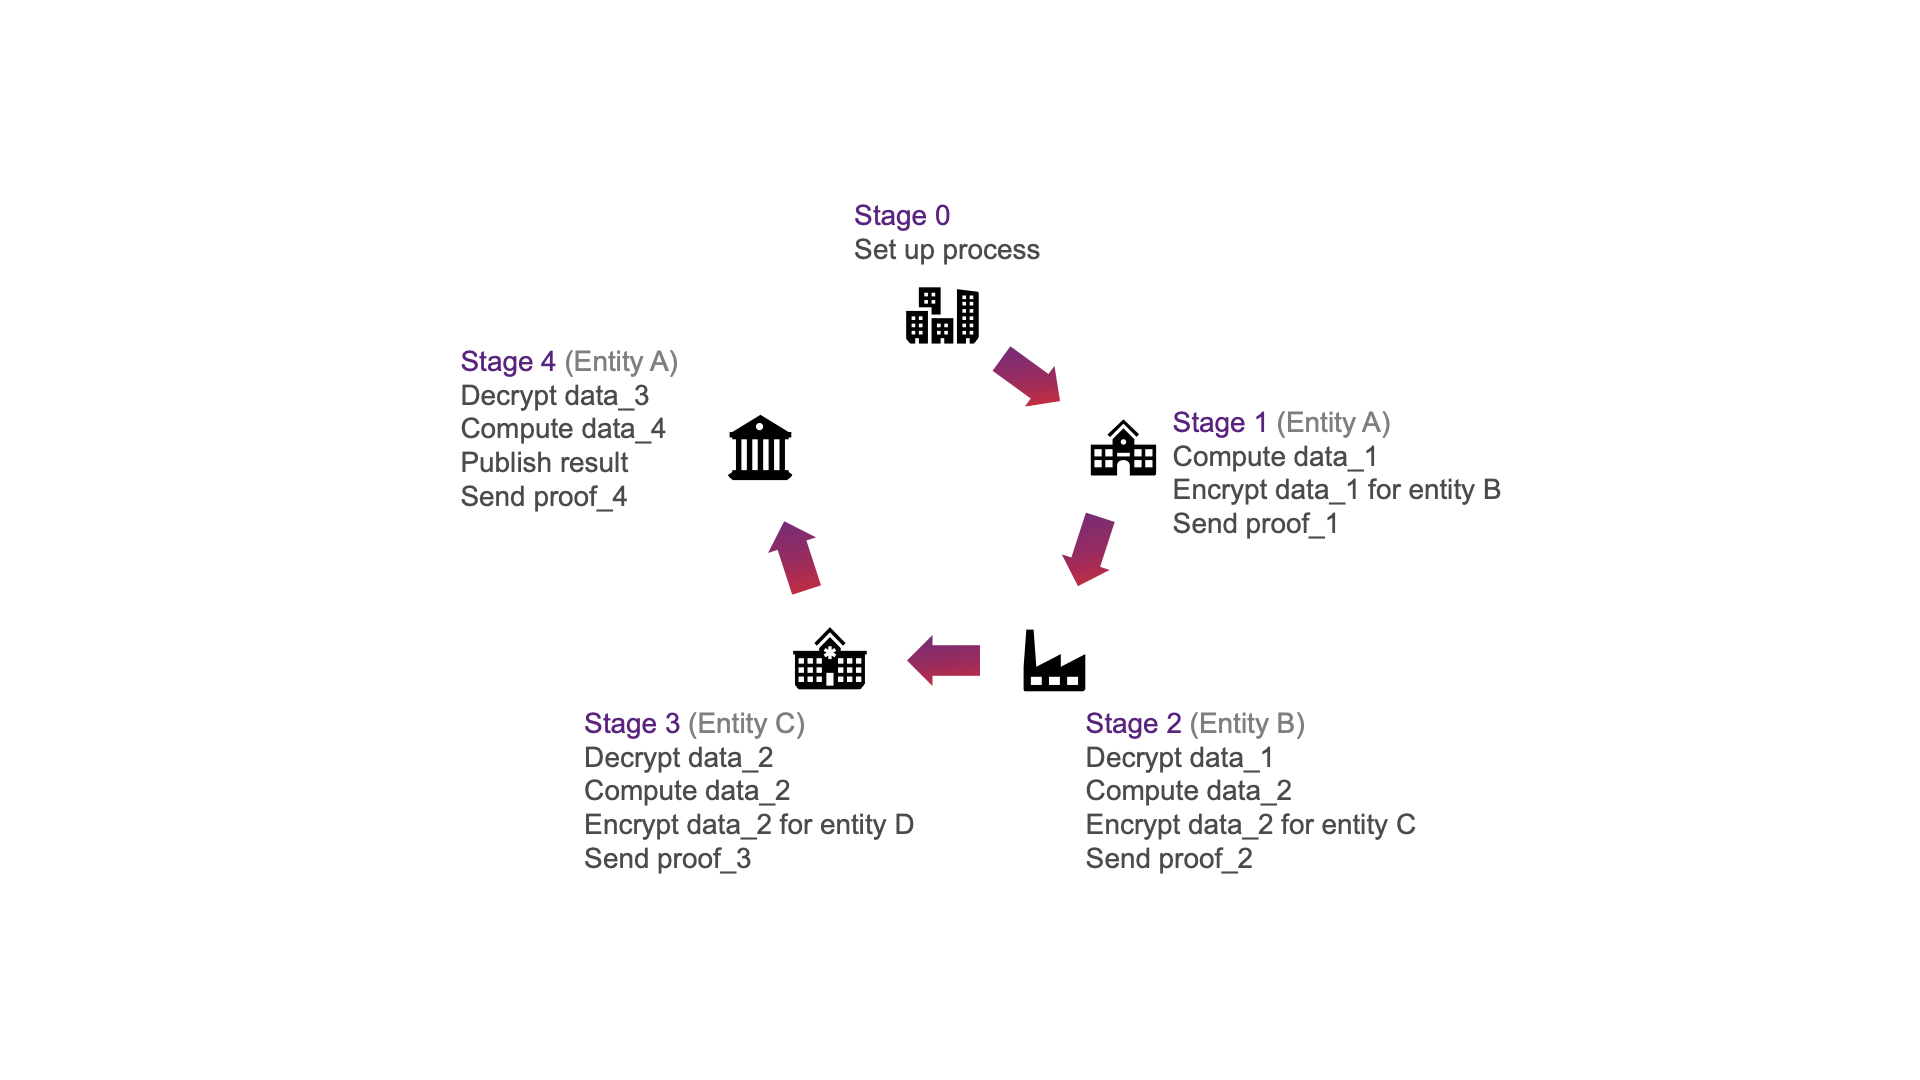 Stage 0
Set up process
Stage 1 (Entity A)
Compute data_1
Encrypt data_1 for entity B
Send proof_1
Stage 2 (Entity B)
Decrypt data_1
Compute data_2
Encrypt data_2 for entity C
Send proof_2
Stage 3 (Entity C)
Decrypt data_2
Compute data_2
Encrypt data_2 for entity D
Send proof_3
Stage 4 (Entity A)
Decrypt data_3
Compute data_4
Publish result
Send proof_4